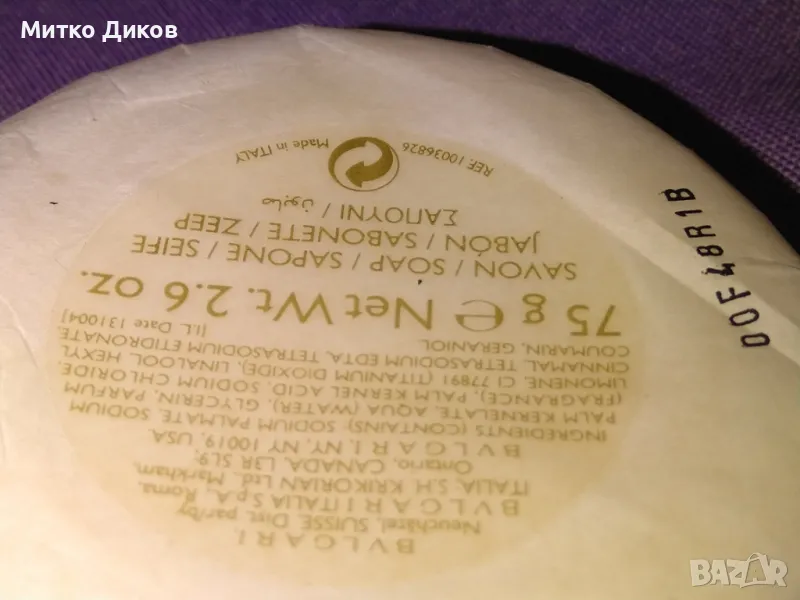 Митко Диков
BVLGARI,
Neuchâtel, SUISSE. Dist. par/by
BVLGARI ITALIA S.p.A., Roma,
ITALIA, S.H. KRIKORIAN Ltd. Markham,
Ontario, CANADA, L3R 5L9;
BVLGARI, NY, NY 10019, USA.
INGREDIENTS (CONTAINS): SODIUM PALMATE, SODIUM
PALM KERNELATE, AQUA (WATER), GLYCERIN, PARFUM
(FRAGRANCE), PALM KERNEL ACID, SODIUM CHLORIDE,
LIMONENE, CI 77891 (TITANIUM DIOXIDE), LINALOOL, HEXYL
CINNAMAL, TETRASODIUM EDTA, TETRASODIUM ETIDRONATE,
COUMARIN, GERANIOL. [I.L. Date 131004]
75 g e Net Wt. 2.6 oz.
SAVON / SOAP / SAPONE / SEIFE
JABÓN / SABONETE / ZEEP
ΣΑΠΟΥΝΙ / صابون
REF. 10036826
Made in ITALY
00F48R1B
BAZAR